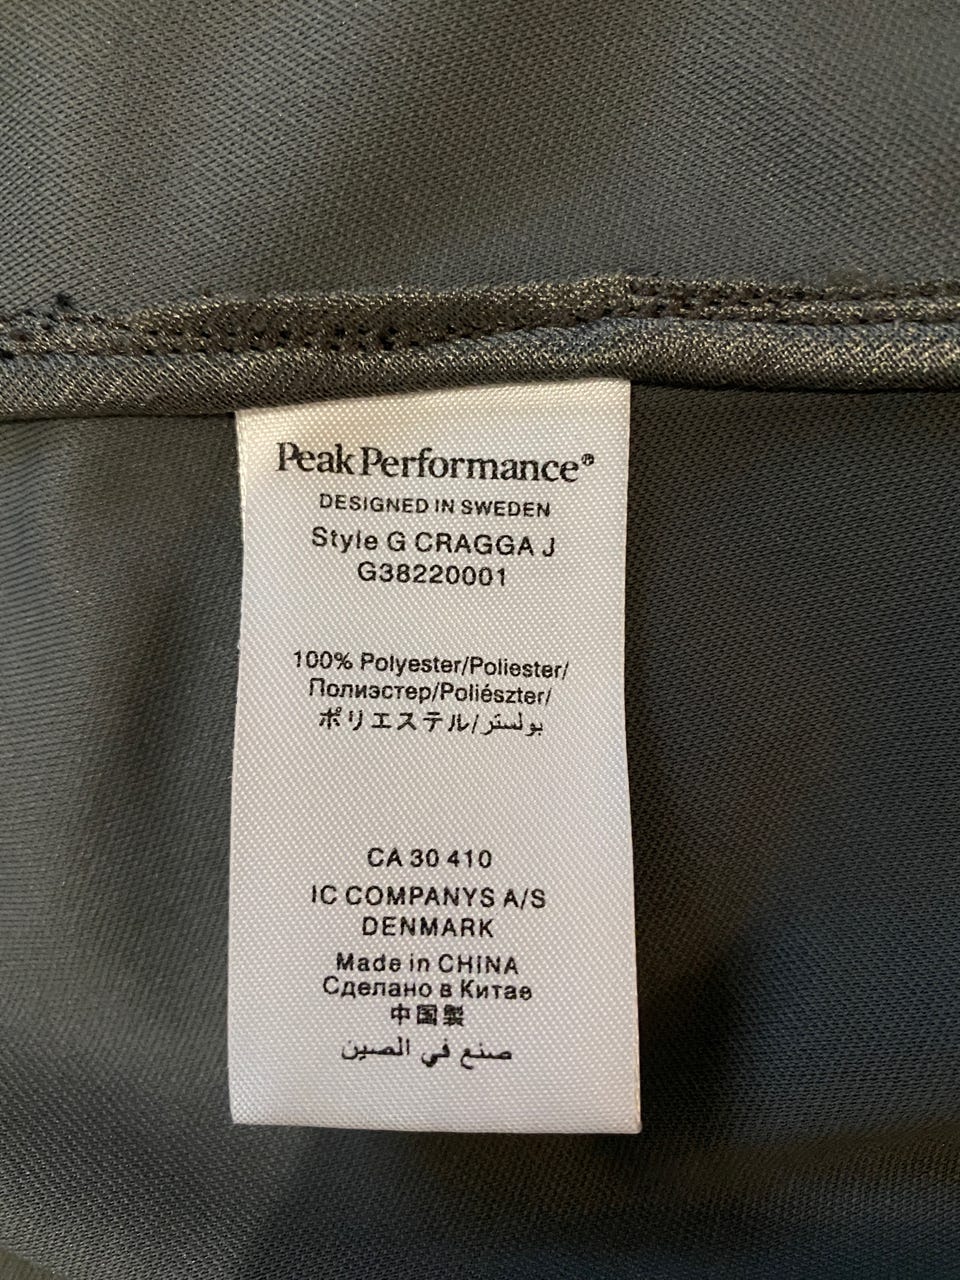 Peak Performance®
DESIGNED IN SWEDEN
Style G CRAGGA J
G38220001
100% Polyester/Poliester/
Полиэстер/Poliészter/
ポリエステル/بولستر
CA 30 410
IC COMPANYS A/S
DENMARK
Made in CHINA
Сделано в Китае
中国製
صنع في الصين